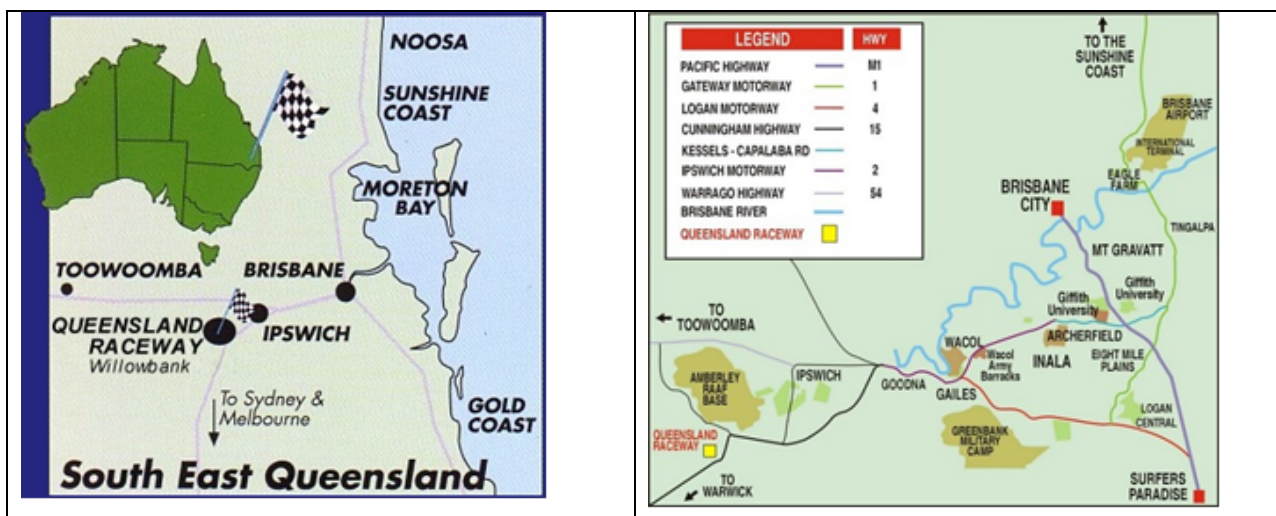 NOOSA
SUNSHINE
COAST
MORETON
BAY
TOOWOOMBA
BRISBANE
QUEENSLAND
RACEWAY
Willowbank
IPSWICH
To Sydney &
Melbourne
GOLD
COAST
South East Queensland
LEGEND HWY
PACIFIC HIGHWAY M1
GATEWAY MOTORWAY 1
LOGAN MOTORWAY 4
CUNNINGHAM HIGHWAY 15
KESSELS - CAPALABA RD
IPSWICH MOTORWAY 2
WARRAGO HIGHWAY 54
BRISBANE RIVER
QUEENSLAND RACEWAY
TO THE
SUNSHINE
COAST
BRISBANE
AIRPORT
INTERNATIONAL
TERMINAL
EAGLE
FARM
BRISBANE
CITY
TINGALPA
MT GRAVATT
Griffith
University
Griffith
University
TO
TOOWOOMBA
ARCHERFIELD
WACOL
Wacol
Army
Barracks
INALA
EIGHT MILE
PLAINS
AMBERLEY
RAAF
BASE
IPSWICH
GOODNA
GAILES
LOGAN
CENTRAL
GREENBANK
MILITARY
CAMP
QUEENSLAND
RACEWAY
TO
WARWICK
SURFERS
PARADISE